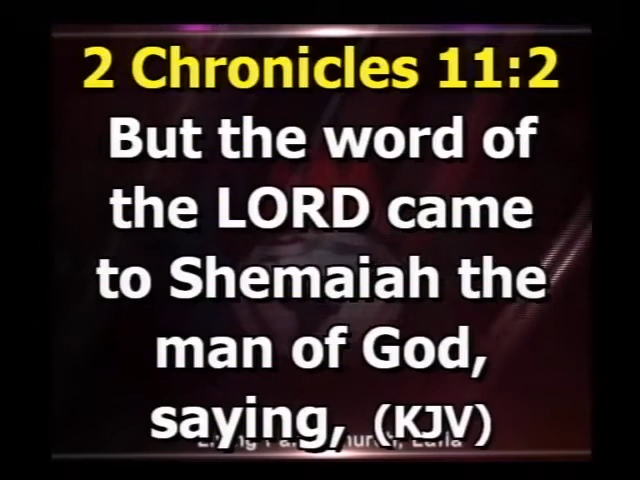 2 Chronicles 11:2
But the word of
the LORD came
to Shemaiah the
man of God,
saying, (KJV)